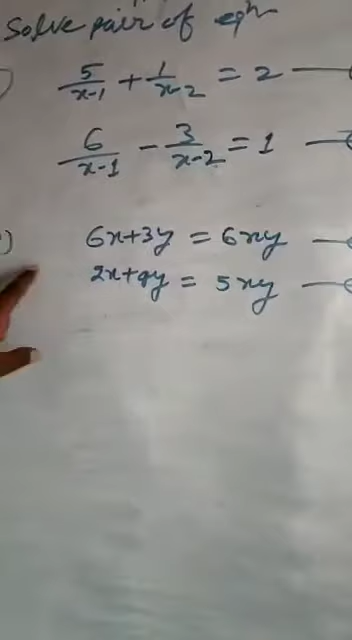 Solve pair of eqn
) 5/x-1 + 1/x-2 = 2
6/x-1 - 3/x-2 = 1
) 6x+3y = 6xy
2x+4y = 5xy